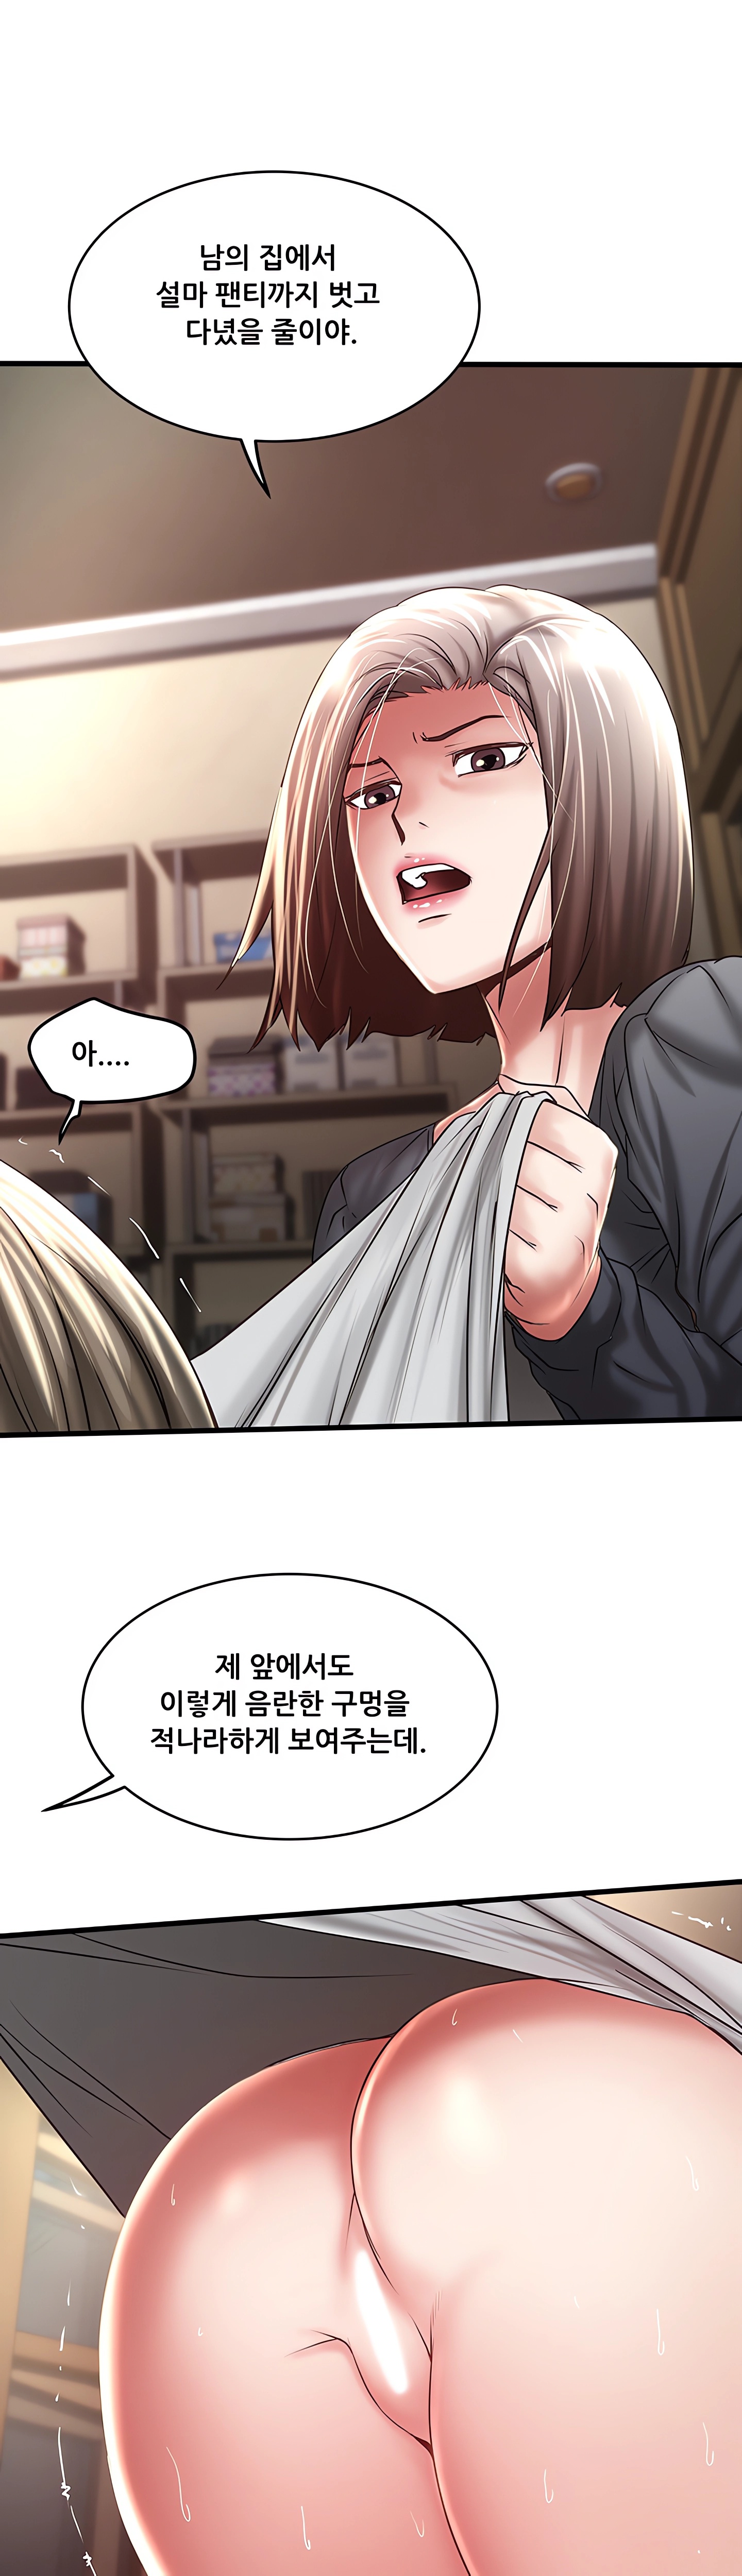 남의 집에서
설마 팬티까지 벗고
다녔을 줄이야.
아....
제 앞에서도
이렇게 음란한 구멍을
적나라하게 보여주는데.